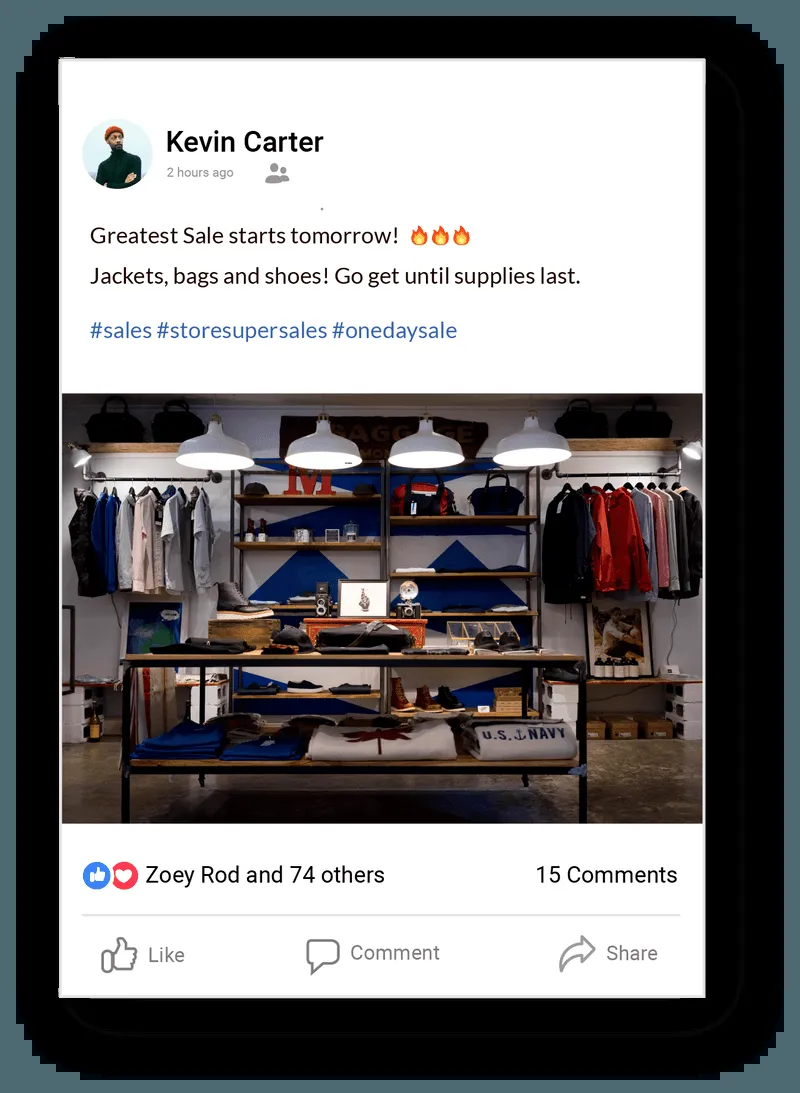 Kevin Carter
2 hours ago
Greatest Sale starts tomorrow! 🔥🔥🔥
Jackets, bags and shoes! Go get until supplies last.
#sales #storesupersales #onedaysale
BAGGAGE
M
U.S. NAVY
Zoey Rod and 74 others
15 Comments
Like
Comment
Share